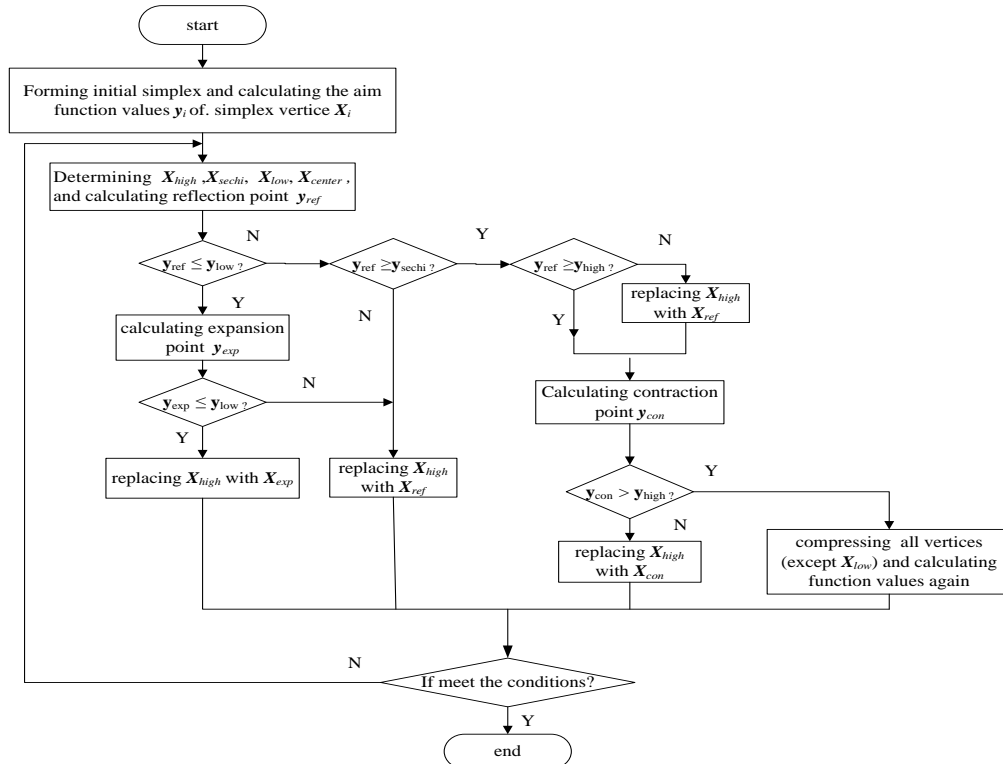 start
Forming initial simplex and calculating the aim
function values yi of. simplex vertice Xi
Determining Xhigh ,Xsechi, Xlow, Xcenter ,
and calculating reflection point yref
N
Y
N
yref ≤ ylow ?
yref ≥ysechi ?
yref ≥yhigh ?
Y
N
Y
replacing Xhigh
with Xref
calculating expansion
point yexp
N
Calculating contraction
point ycon
yexp ≤ ylow ?
Y
replacing Xhigh with Xexp
replacing Xhigh
with Xref
Y
ycon > yhigh ?
N
replacing Xhigh
with Xcon
compressing all vertices
(except Xlow) and calculating
function values again
N
If meet the conditions?
Y
end